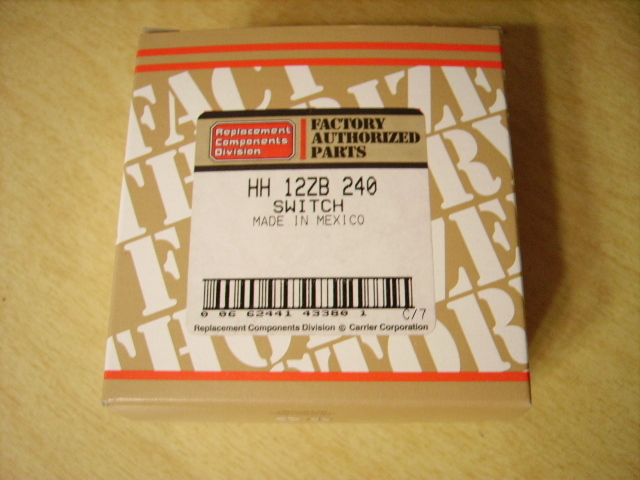 Replacement
Components
Division
FACTORY
AUTHORIZED
PARTS
HH 12ZB 240
SWITCH
MADE IN MEXICO
0 06 62441 43380 1
C/7
Replacement Components Division © Carrier Corporation